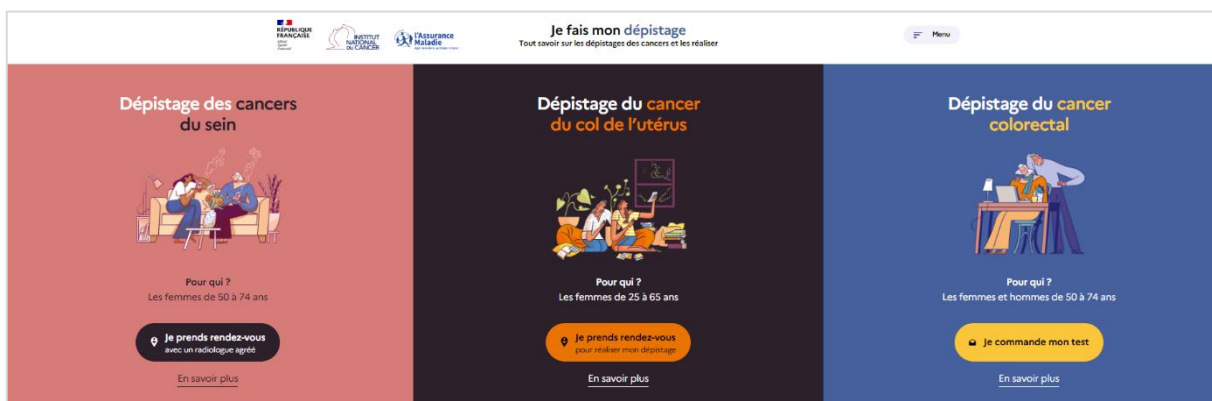 RÉPUBLIQUE
FRANÇAISE
INSTITUT
NATIONAL
DU CANCER
l'Assurance
Maladie
Je fais mon dépistage
Tout savoir sur les dépistages des cancers et les réaliser
Menu
Dépistage des cancers
du sein
Pour qui ?
Les femmes de 50 à 74 ans
Je prends rendez-vous
avec un radiologue agréé
En savoir plus
Dépistage du cancer
du col de l'utérus
Pour qui ?
Les femmes de 25 à 65 ans
Je prends rendez-vous
pour réaliser mon dépistage
En savoir plus
Dépistage du cancer
colorectal
Pour qui ?
Les femmes et hommes de 50 à 74 ans
Je commande mon test
En savoir plus